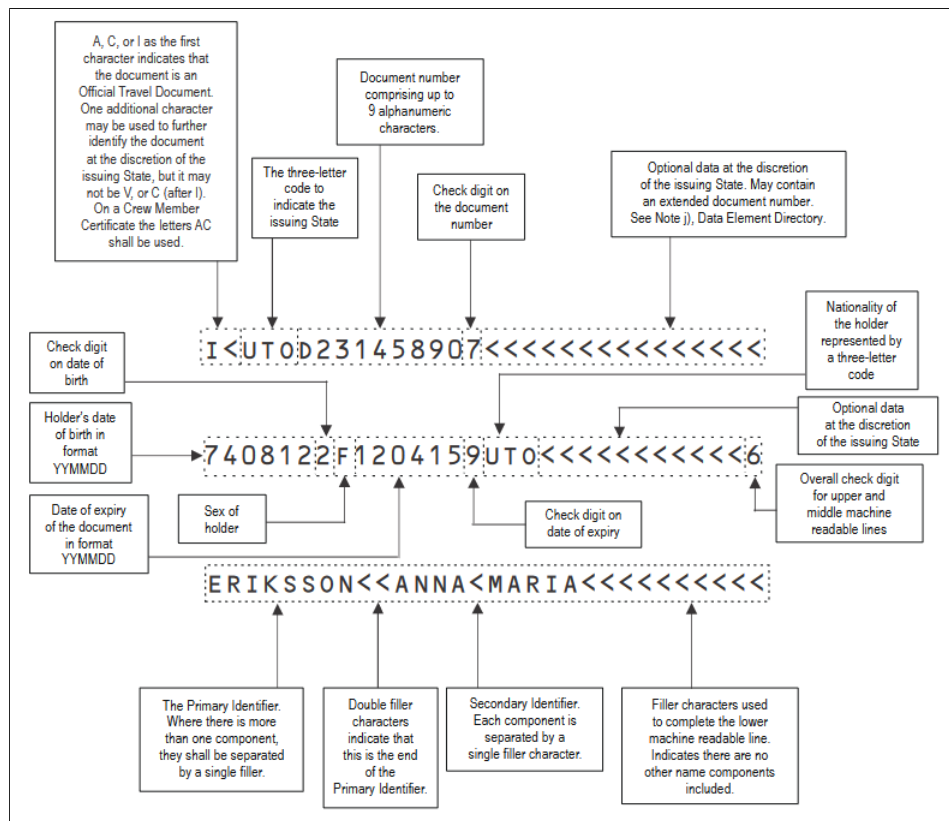 A, C, or I as the first
character indicates that
the document is an
Official Travel Document.
One additional character
may be used to further
identify the document
at the discretion of the
issuing State, but it may
not be V, or C (after I).
On a Crew Member
Certificate the letters AC
shall be used.
The three-letter
code to
indicate the
issuing State
Document number
comprising up to
9 alphanumeric
characters.
Check digit on
the document
number
Optional data at the discretion
of the issuing State. May contain
an extended document number.
See Note j), Data Element Directory.
Nationality of
the holder
represented by
a three-letter
code
I<UTOD231458907<<<<<<<<<<<<<<<
Check digit
on date of
birth
Holder's date
of birth in
format
YYMMDD
Optional data
at the discretion
of the issuing State
7408122F1204159UTO<<<<<<<<<<<6
Date of expiry
of the document
in format
YYMMDD
Sex of
holder
Check digit on
date of expiry
Overall check digit
for upper and
middle machine
readable lines
ERIKSSON<<ANNA<MARIA<<<<<<<<<<
The Primary Identifier.
Where there is more
than one component,
they shall be separated
by a single filler.
Double filler
characters
indicate that
this is the end
of the
Primary Identifier.
Secondary Identifier.
Each component is
separated by a
single filler character.
Filler characters used
to complete the lower
machine readable line.
Indicates there are no
other name components
included.